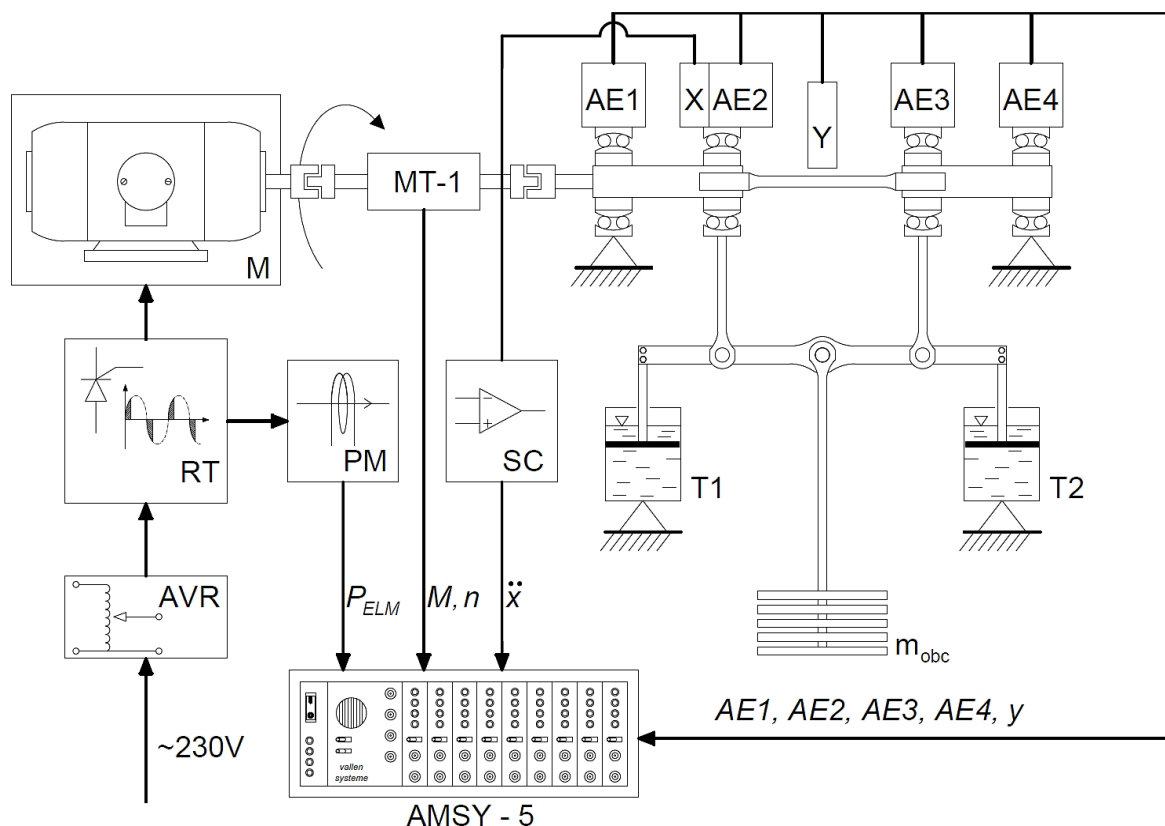 AE1
X
AE2
Y
AE3
AE4
M
MT-1
RT
PM
SC
T1
T2
AVR
P_ELM
M, n
ẍ
m_obc
AE1, AE2, AE3, AE4, y
~230V
vallen
systeme
AMSY - 5